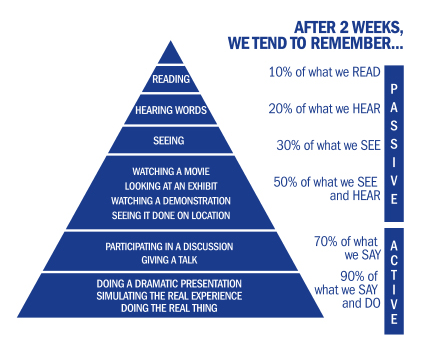 AFTER 2 WEEKS,
WE TEND TO REMEMBER...
READING
10% of what we READ
HEARING WORDS
20% of what we HEAR
SEEING
30% of what we SEE
WATCHING A MOVIE
LOOKING AT AN EXHIBIT
WATCHING A DEMONSTRATION
SEEING IT DONE ON LOCATION
50% of what we SEE
and HEAR
PASSIVE
PARTICIPATING IN A DISCUSSION
GIVING A TALK
70% of what
we SAY
DOING A DRAMATIC PRESENTATION
SIMULATING THE REAL EXPERIENCE
DOING THE REAL THING
90% of
what we SAY
and DO
ACTIVE